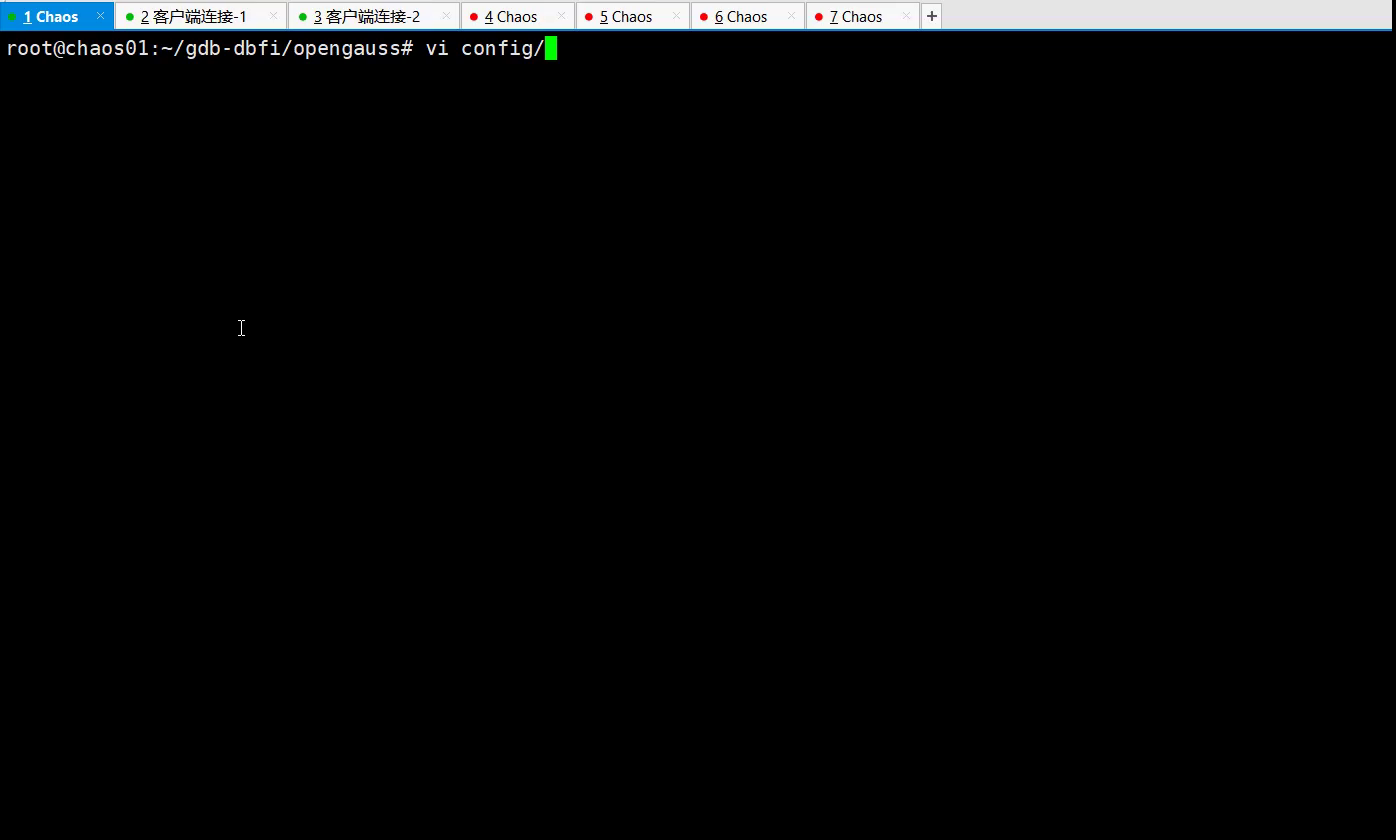 1 Chaos × 2 客户端连接-1 × 3 客户端连接-2 × 4 Chaos × 5 Chaos × 6 Chaos × 7 Chaos × +
root@chaos01:~/gdb-dbfi/opengauss# vi config/